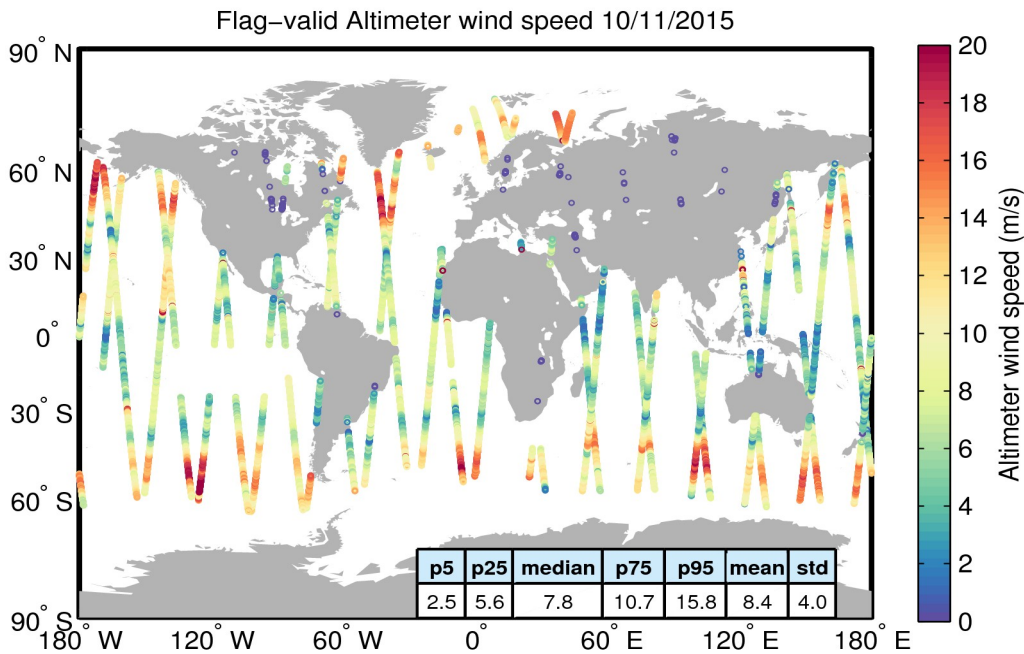 Flag−valid Altimeter wind speed 10/11/2015
90° N
60° N
30° N
0°
30° S
60° S
90° S
180° W
120° W
60° W
0°
60° E
120° E
180° E
20
18
16
14
12
10
8
6
4
2
0
Altimeter wind speed (m/s)
p5 p25 median p75 p95 mean std
2.5 5.6 7.8 10.7 15.8 8.4 4.0